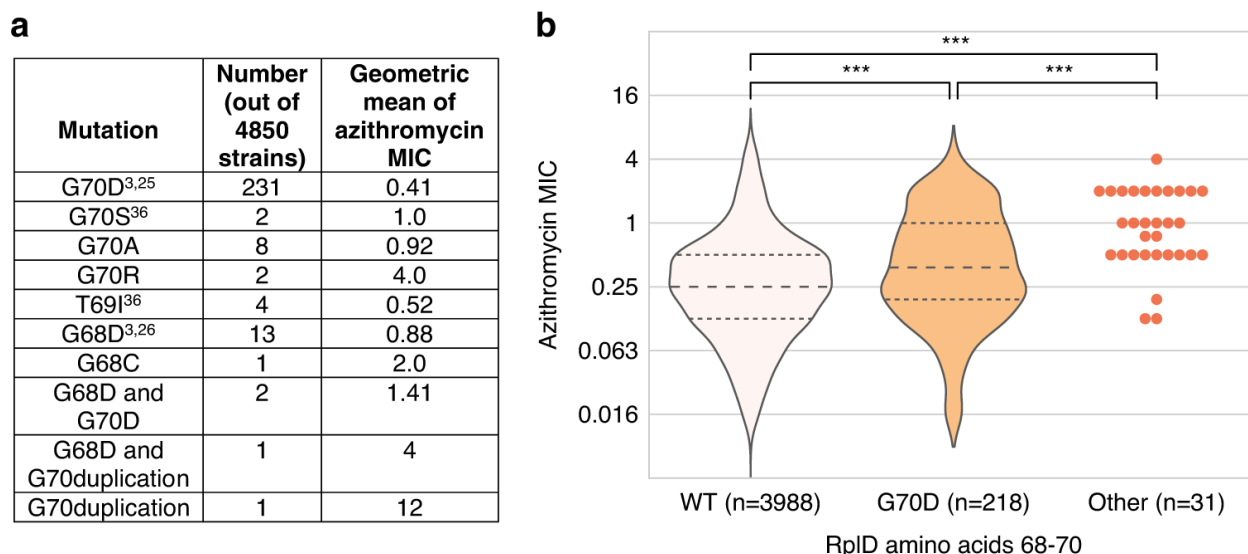 a
Mutation
Number
(out of
4850
strains)
Geometric
mean of
azithromycin
MIC
G70D3,25 231 0.41
G70S36 2 1.0
G70A 8 0.92
G70R 2 4.0
T69I36 4 0.52
G68D3,26 13 0.88
G68C 1 2.0
G68D and
G70D
2 1.41
G68D and
G70duplication
1 4
G70duplication 1 12
b
***
*** ***
Azithromycin MIC
16
4
1
0.25
0.063
0.016
WT (n=3988) G70D (n=218) Other (n=31)
RplD amino acids 68-70